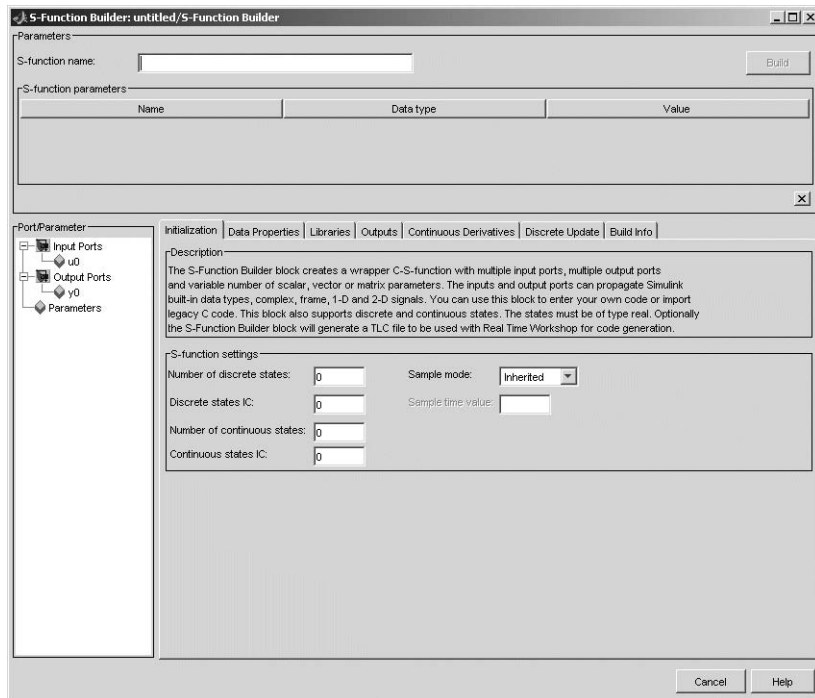 S-Function Builder: untitled/S-Function Builder
Parameters
S-function name:
Build
S-function parameters
Name Data type Value
Port/Parameter
Input Ports
u0
Output Ports
y0
Parameters
Initialization Data Properties Libraries Outputs Continuous Derivatives Discrete Update Build Info
Description
The S-Function Builder block creates a wrapper C-S-function with multiple input ports, multiple output ports
and variable number of scalar, vector or matrix parameters. The inputs and output ports can propagate Simulink
built-in data types, complex, frame, 1-D and 2-D signals. You can use this block to enter your own code or import
legacy C code. This block also supports discrete and continuous states. The states must be of type real. Optionally
the S-Function Builder block will generate a TLC file to be used with Real Time Workshop for code generation.
S-function settings
Number of discrete states: 0 Sample mode: Inherited
Discrete states IC: 0 Sample time value:
Number of continuous states: 0
Continuous states IC: 0
Cancel Help